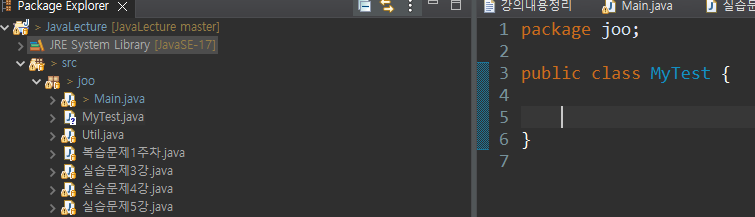 Package Explorer
> JavaLecture [JavaLecture master]
JRE System Library [JavaSE-17]
> src
> joo
> Main.java
MyTest.java
Util.java
복습문제1주차.java
실습문제3강.java
실습문제4강.java
실습문제5강.java
강의내용정리
Main.java
실습문
1 package joo;
2
3 public class MyTest {
4
5
6 }
7